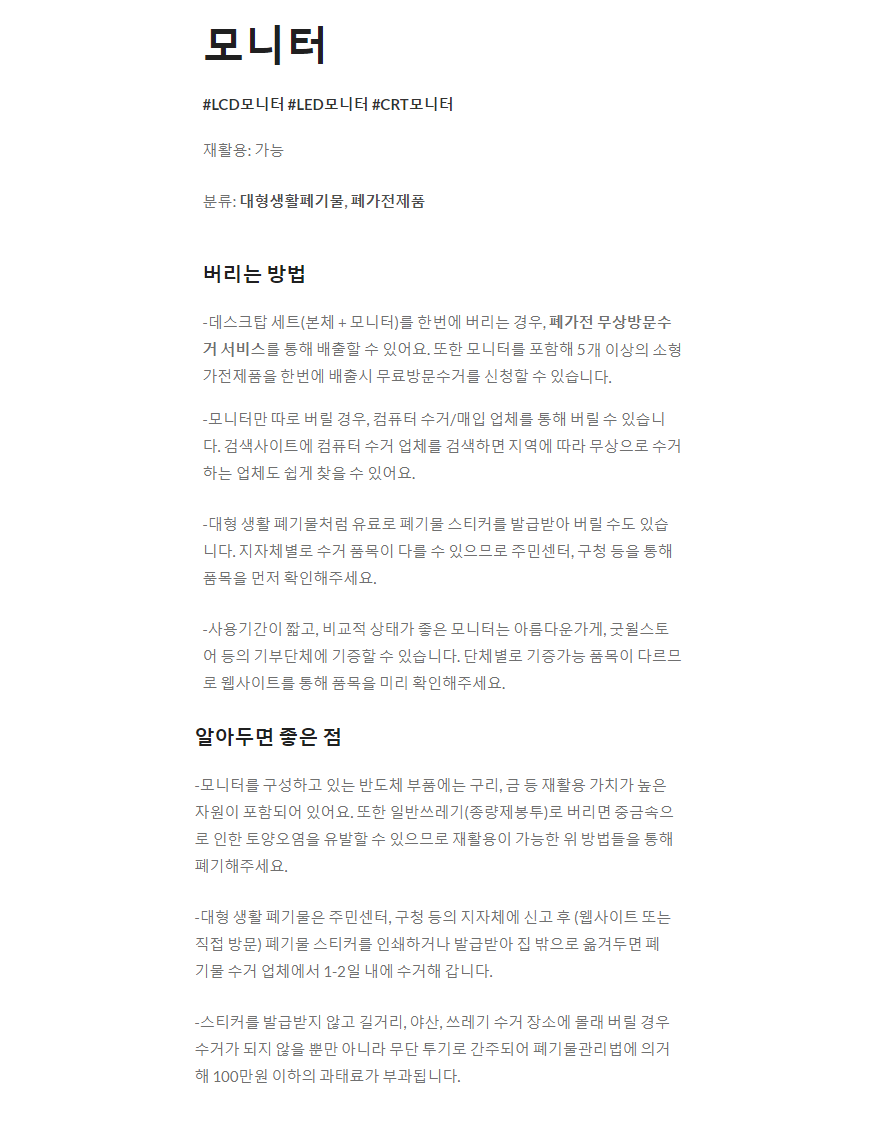 모니터
#LCD모니터 #LED모니터 #CRT모니터
재활용: 가능
분류: 대형생활폐기물, 폐가전제품
버리는 방법
-데스크탑 세트(본체 + 모니터)를 한번에 버리는 경우, 폐가전 무상방문수
거 서비스를 통해 배출할 수 있어요. 또한 모니터를 포함해 5개 이상의 소형
가전제품을 한번에 배출시 무료방문수거를 신청할 수 있습니다.
-모니터만 따로 버릴 경우, 컴퓨터 수거/매입 업체를 통해 버릴 수 있습니
다. 검색사이트에 컴퓨터 수거 업체를 검색하면 지역에 따라 무상으로 수거
하는 업체도 쉽게 찾을 수 있어요.
-대형 생활 폐기물처럼 유료로 폐기물 스티커를 발급받아 버릴 수도 있습
니다. 지자체별로 수거 품목이 다를 수 있으므로 주민센터, 구청 등을 통해
품목을 먼저 확인해주세요.
-사용기간이 짧고, 비교적 상태가 좋은 모니터는 아름다운가게, 굿윌스토
어 등의 기부단체에 기증할 수 있습니다. 단체별로 기증가능 품목이 다르므
로 웹사이트를 통해 품목을 미리 확인해주세요.
알아두면 좋은 점
-모니터를 구성하고 있는 반도체 부품에는 구리, 금 등 재활용 가치가 높은
자원이 포함되어 있어요. 또한 일반쓰레기(종량제봉투)로 버리면 중금속으
로 인한 토양오염을 유발할 수 있으므로 재활용이 가능한 위 방법들을 통해
폐기해주세요.
-대형 생활 폐기물은 주민센터, 구청 등의 지자체에 신고 후 (웹사이트 또는
직접 방문) 폐기물 스티커를 인쇄하거나 발급받아 집 밖으로 옮겨두면 폐
기물 수거 업체에서 1-2일 내에 수거해 갑니다.
-스티커를 발급받지 않고 길거리, 야산, 쓰레기 수거 장소에 몰래 버릴 경우
수거가 되지 않을 뿐만 아니라 무단 투기로 간주되어 폐기물관리법에 의거
해 100만원 이하의 과태료가 부과됩니다.